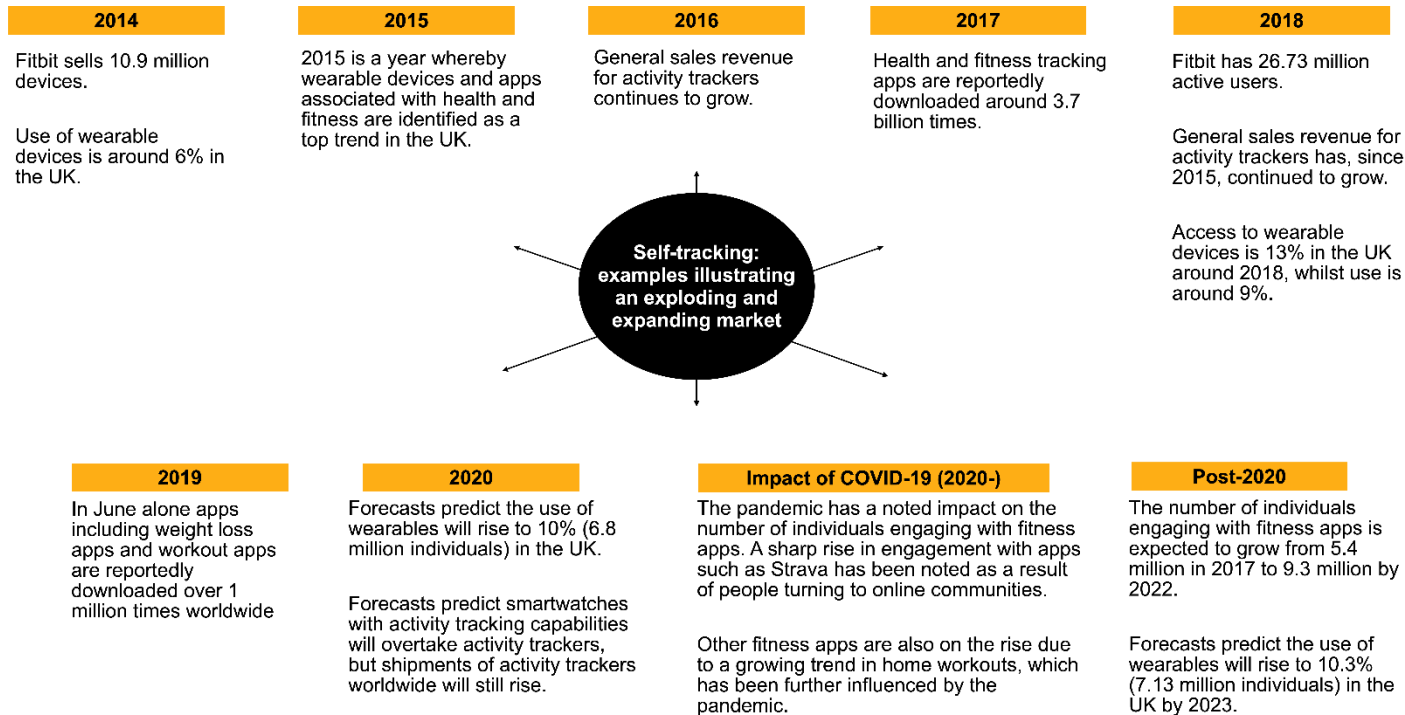 2014
Fitbit sells 10.9 million
devices.
Use of wearable
devices is around 6% in
the UK.
2015
2015 is a year whereby
wearable devices and apps
associated with health and
fitness are identified as a
top trend in the UK.
2016
General sales revenue
for activity trackers
continues to grow.
2017
Health and fitness tracking
apps are reportedly
downloaded around 3.7
billion times.
2018
Fitbit has 26.73 million
active users.
General sales revenue for
activity trackers has, since
2015, continued to grow.
Access to wearable
devices is 13% in the UK
around 2018, whilst use is
around 9%.
Self-tracking:
examples illustrating
an exploding and
expanding market
2019
In June alone apps
including weight loss
apps and workout apps
are reportedly
downloaded over 1
million times worldwide
2020
Forecasts predict the use of
wearables will rise to 10% (6.8
million individuals) in the UK.
Forecasts predict smartwatches
with activity tracking capabilities
will overtake activity trackers,
but shipments of activity trackers
worldwide will still rise.
Impact of COVID-19 (2020-)
The pandemic has a noted impact on the
number of individuals engaging with fitness
apps. A sharp rise in engagement with apps
such as Strava has been noted as a result
of people turning to online communities.
Other fitness apps are also on the rise due
to a growing trend in home workouts, which
has been further influenced by the
pandemic.
Post-2020
The number of individuals
engaging with fitness apps is
expected to grow from 5.4
million in 2017 to 9.3 million by
2022.
Forecasts predict the use of
wearables will rise to 10.3%
(7.13 million individuals) in the
UK by 2023.